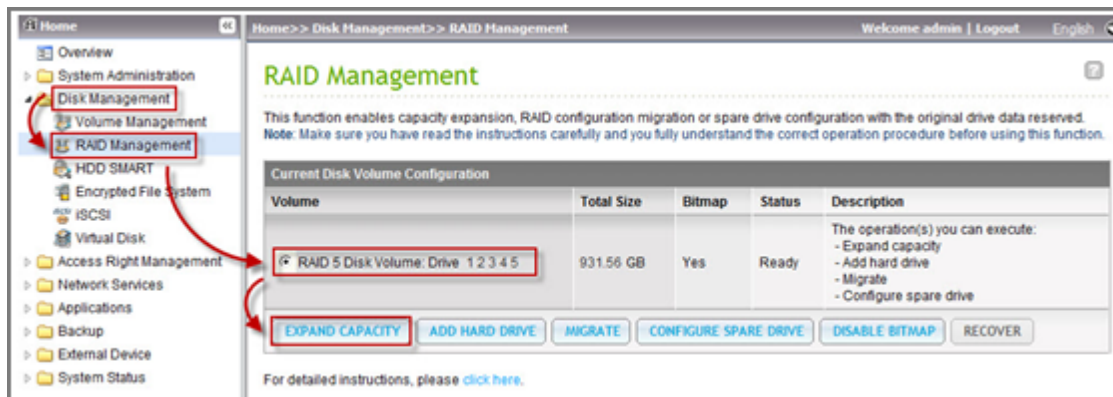 Home
Home>> Disk Management>> RAID Management
Welcome admin | Logout
English
Overview
System Administration
Disk Management
Volume Management
RAID Management
HDD SMART
Encrypted File System
iSCSI
Virtual Disk
Access Right Management
Network Services
Applications
Backup
External Device
System Status
RAID Management
This function enables capacity expansion, RAID configuration migration or spare drive configuration with the original drive data reserved.
Note: Make sure you have read the instructions carefully and you fully understand the correct operation procedure before using this function.
Current Disk Volume Configuration
Volume Total Size Bitmap Status Description
RAID 5 Disk Volume: Drive 1 2 3 4 5 931.56 GB Yes Ready
The operation(s) you can execute:
- Expand capacity
- Add hard drive
- Migrate
- Configure spare drive
EXPAND CAPACITY ADD HARD DRIVE MIGRATE CONFIGURE SPARE DRIVE DISABLE BITMAP RECOVER
For detailed instructions, please click here.